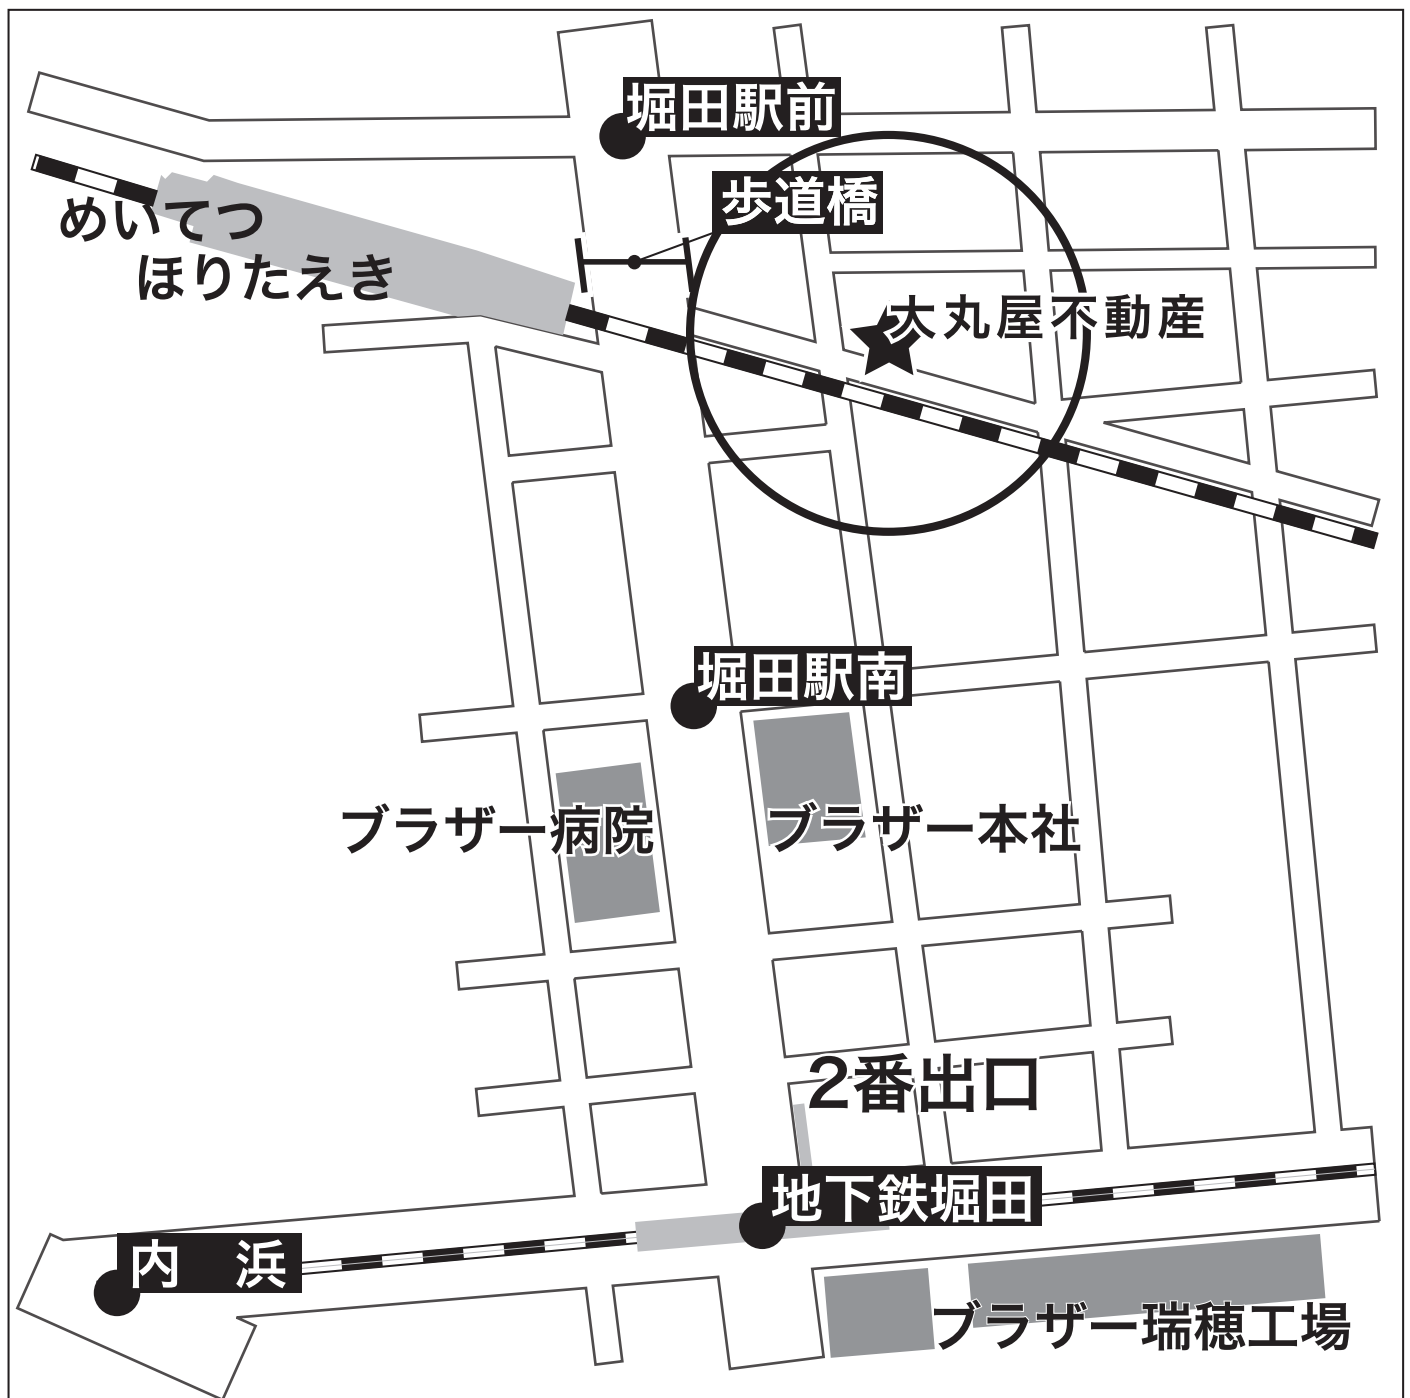 堀田駅前
歩道橋
めいてつ
ほりたえき
大丸屋不動産
堀田駅南
ブラザー病院
ブラザー本社
2番出口
地下鉄堀田
内　浜
ブラザー瑞穂工場